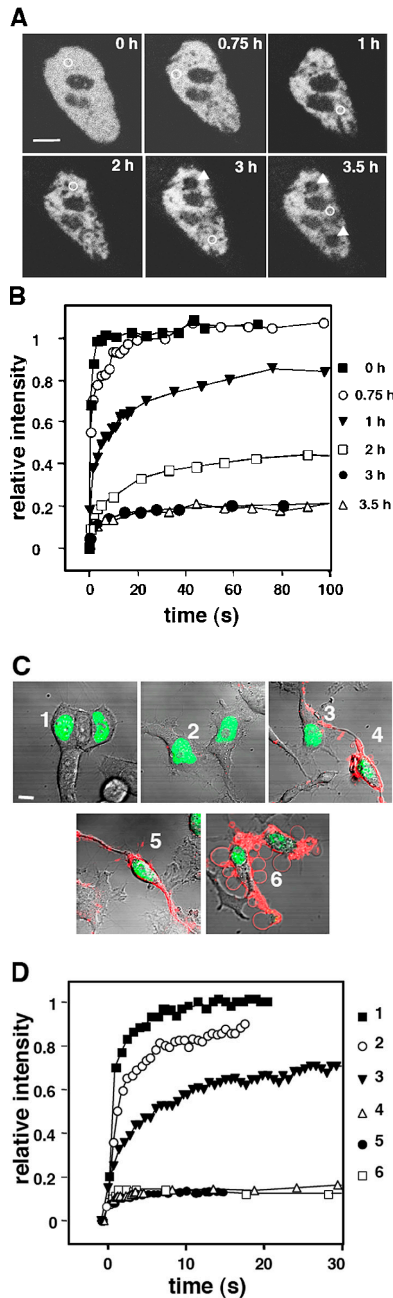 A
0 h 0.75 h 1 h
2 h 3 h 3.5 h
B
relative intensity
1
0.8
0.6
0.4
0.2
0
0 20 40 60 80 100
time (s)
0 h
0.75 h
1 h
2 h
3 h
3.5 h
C
1 2 3 4
5 6
D
relative intensity
1
0.8
0.6
0.4
0.2
0
0 10 20 30
time (s)
1
2
3
4
5
6